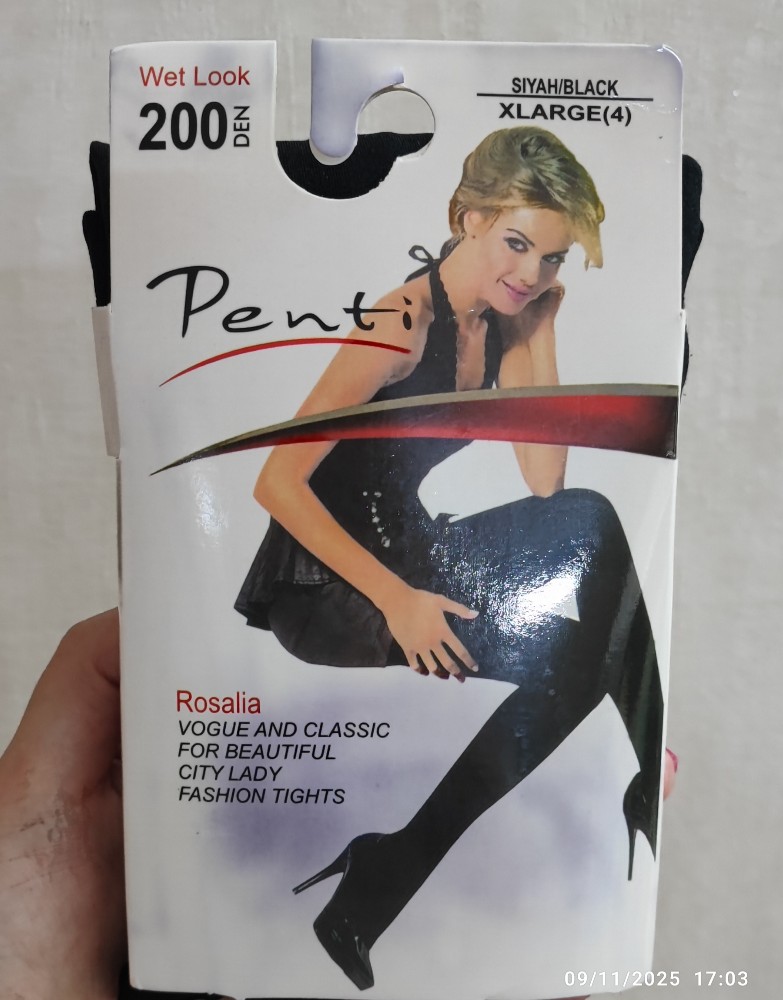 Wet Look
200 DEN
SIYAH/BLACK
XLARGE(4)
Penti
Rosalia
VOGUE AND CLASSIC
FOR BEAUTIFUL
CITY LADY
FASHION TIGHTS
09/11/2025 17:03